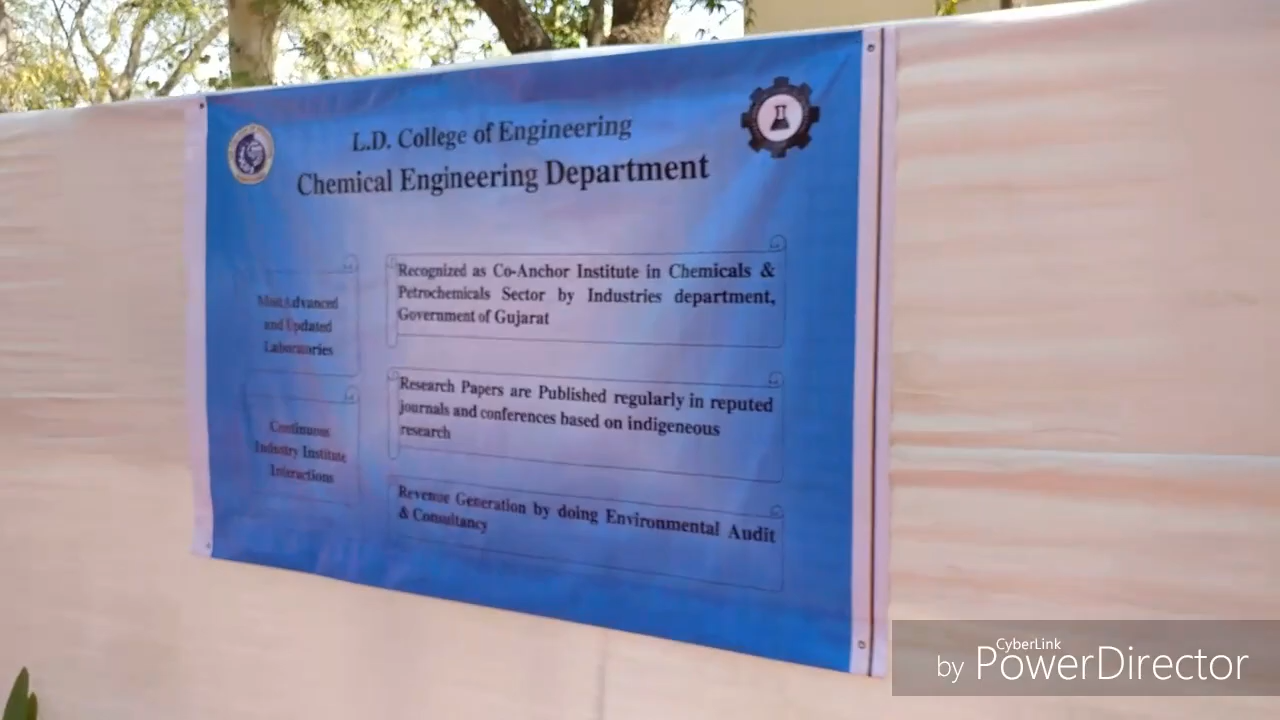 L.D. College of Engineering
Chemical Engineering Department
Most Advanced
and Updated
Laboratories
Continuous
Industry Institute
Interactions
Recognized as Co-Anchor Institute in Chemicals &
Petrochemicals Sector by Industries department,
Government of Gujarat
Research Papers are Published regularly in reputed
journals and conferences based on indigeneous
research
Revenue Generation by doing Environmental Audit
& Consultancy
CyberLink
by PowerDirector